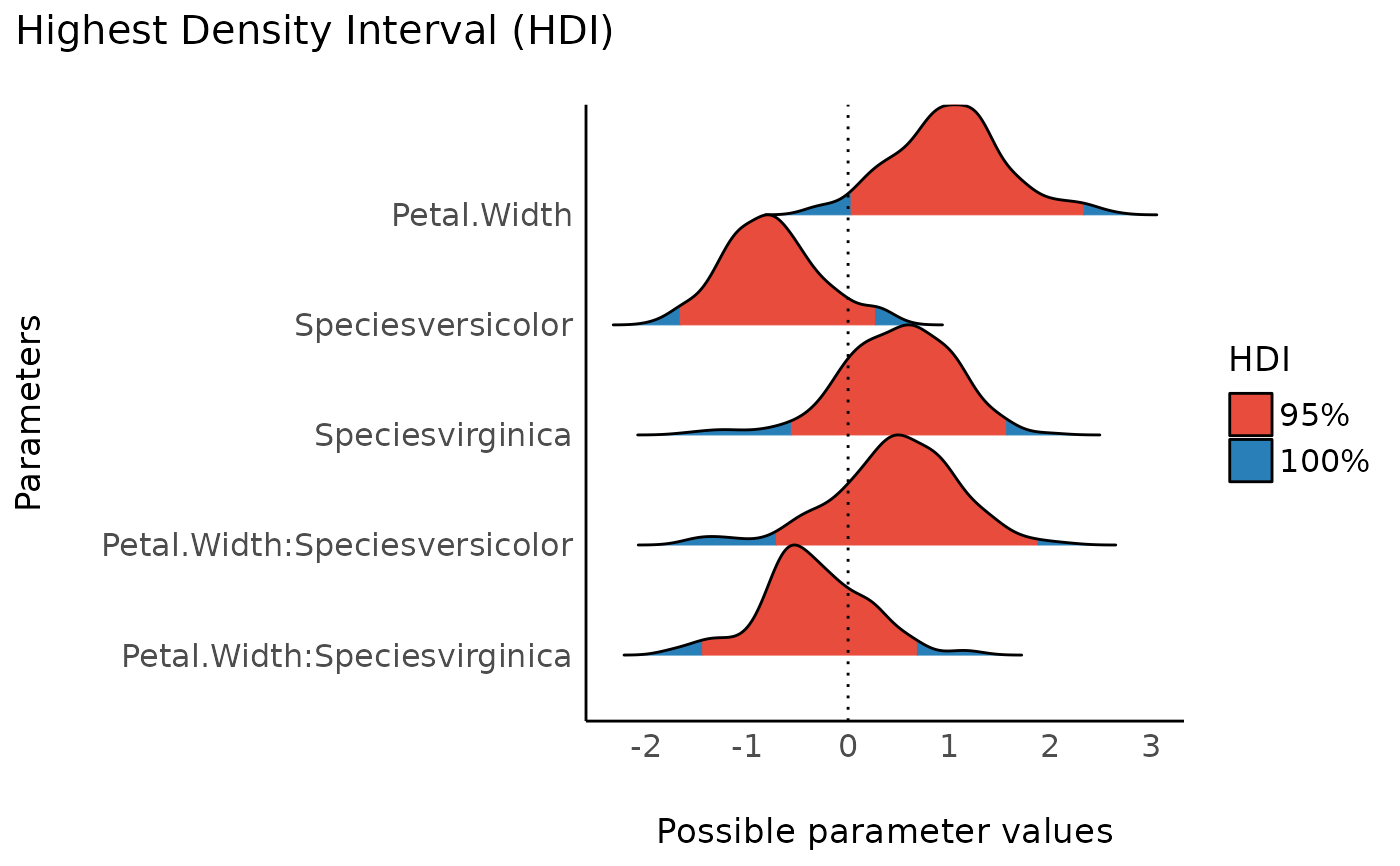 Highest Density Interval (HDI)
Parameters
Petal.Width
Speciesversicolor
Speciesvirginica
Petal.Width:Speciesversicolor
Petal.Width:Speciesvirginica
-2 -1 0 1 2 3
Possible parameter values
HDI
95%
100%